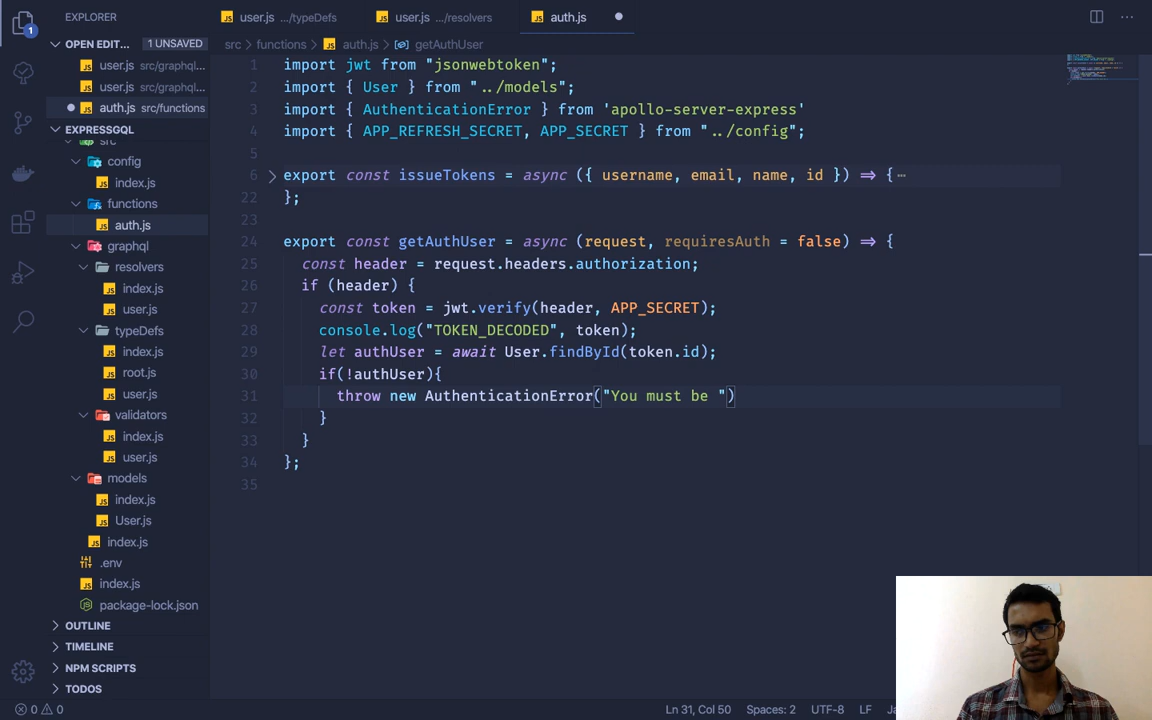 EXPLORER
user.js .../typeDefs
user.js .../resolvers
auth.js
OPEN EDIT... 1 UNSAVED
src > functions > auth.js > getAuthUser
user.js src/graphql...
user.js src/graphql...
auth.js src/functions
EXPRESSGQL
src
config
index.js
functions
auth.js
graphql
resolvers
index.js
user.js
typeDefs
index.js
root.js
user.js
validators
index.js
user.js
models
index.js
User.js
index.js
.env
index.js
package-lock.json
OUTLINE
TIMELINE
NPM SCRIPTS
TODOS
1 import jwt from "jsonwebtoken";
2 import { User } from "../models";
3 import { AuthenticationError } from 'apollo-server-express'
4 import { APP_REFRESH_SECRET, APP_SECRET } from "../config";
5
6 export const issueTokens = async ({ username, email, name, id }) => {⋯
22 };
23
24 export const getAuthUser = async (request, requiresAuth = false) => {
25 const header = request.headers.authorization;
26 if (header) {
27 const token = jwt.verify(header, APP_SECRET);
28 console.log("TOKEN_DECODED", token);
29 let authUser = await User.findById(token.id);
30 if(!authUser){
31 throw new AuthenticationError("You must be ")
32 }
33 }
34 };
35
1
0 0
Ln 31, Col 50 Spaces: 2 UTF-8 LF